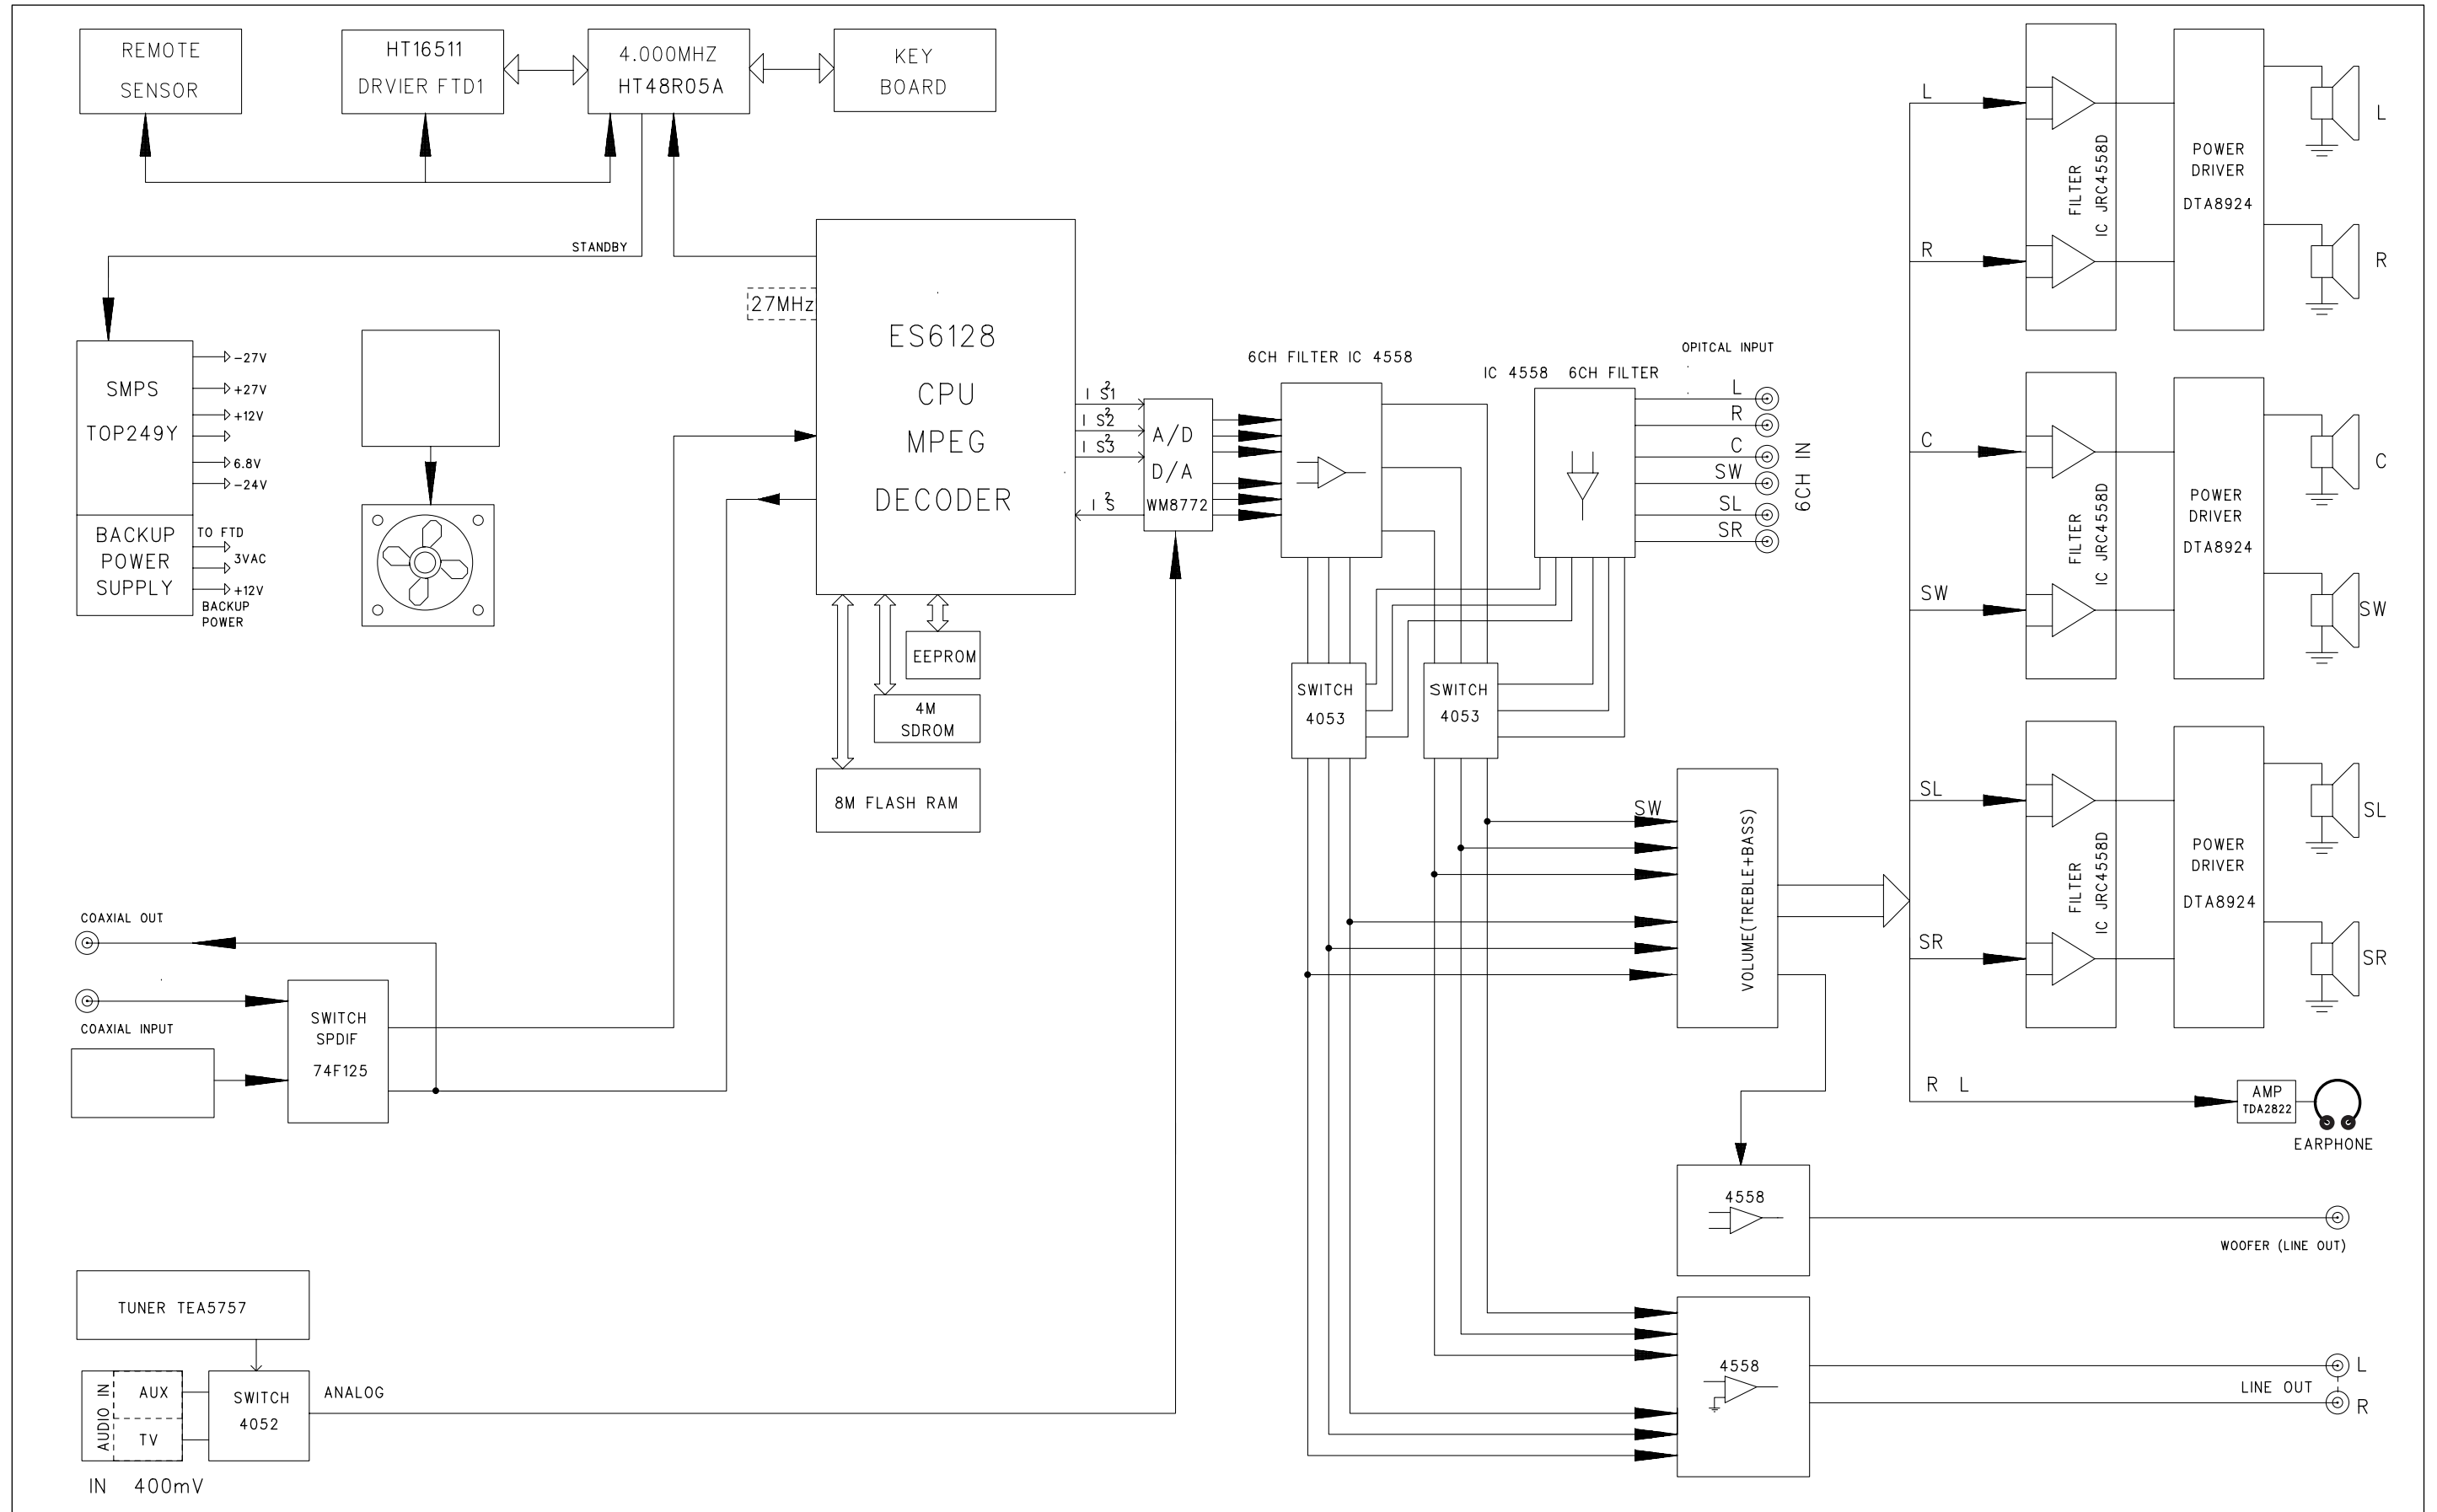 REMOTE
SENSOR
HT16511
DRVIER FTD1
4.000MHZ
HT48R05A
KEY
BOARD
STANDBY
27MHz
ES6128
CPU
MPEG
DECODER
SMPS
TOP249Y
-27V
+27V
+12V
6.8V
-24V
BACKUP
POWER
SUPPLY
TO FTD
3VAC
+12V
BACKUP
POWER
I S²1
I S²2
I S²3
I S²
A/D
D/A
WM8772
6CH FILTER IC 4558
IC 4558 6CH FILTER
OPITCAL INPUT
L
R
C
SW
SL
SR
6CH IN
EEPROM
4M
SDROM
8M FLASH RAM
SWITCH
4053
SWITCH
4053
SW
VOLUME(TREBLE+BASS)
COAXIAL OUT
COAXIAL INPUT
SWITCH
SPDIF
74F125
TUNER TEA5757
AUDIO IN
AUX
TV
SWITCH
4052
ANALOG
IN 400mV
L
R
FILTER
IC JRC4558D
POWER
DRIVER
DTA8924
L
R
C
SW
FILTER
IC JRC4558D
POWER
DRIVER
DTA8924
C
SW
SL
SR
FILTER
IC JRC4558D
POWER
DRIVER
DTA8924
SL
SR
R L
AMP
TDA2822
EARPHONE
4558
WOOFER (LINE OUT)
4558
L
LINE OUT
R